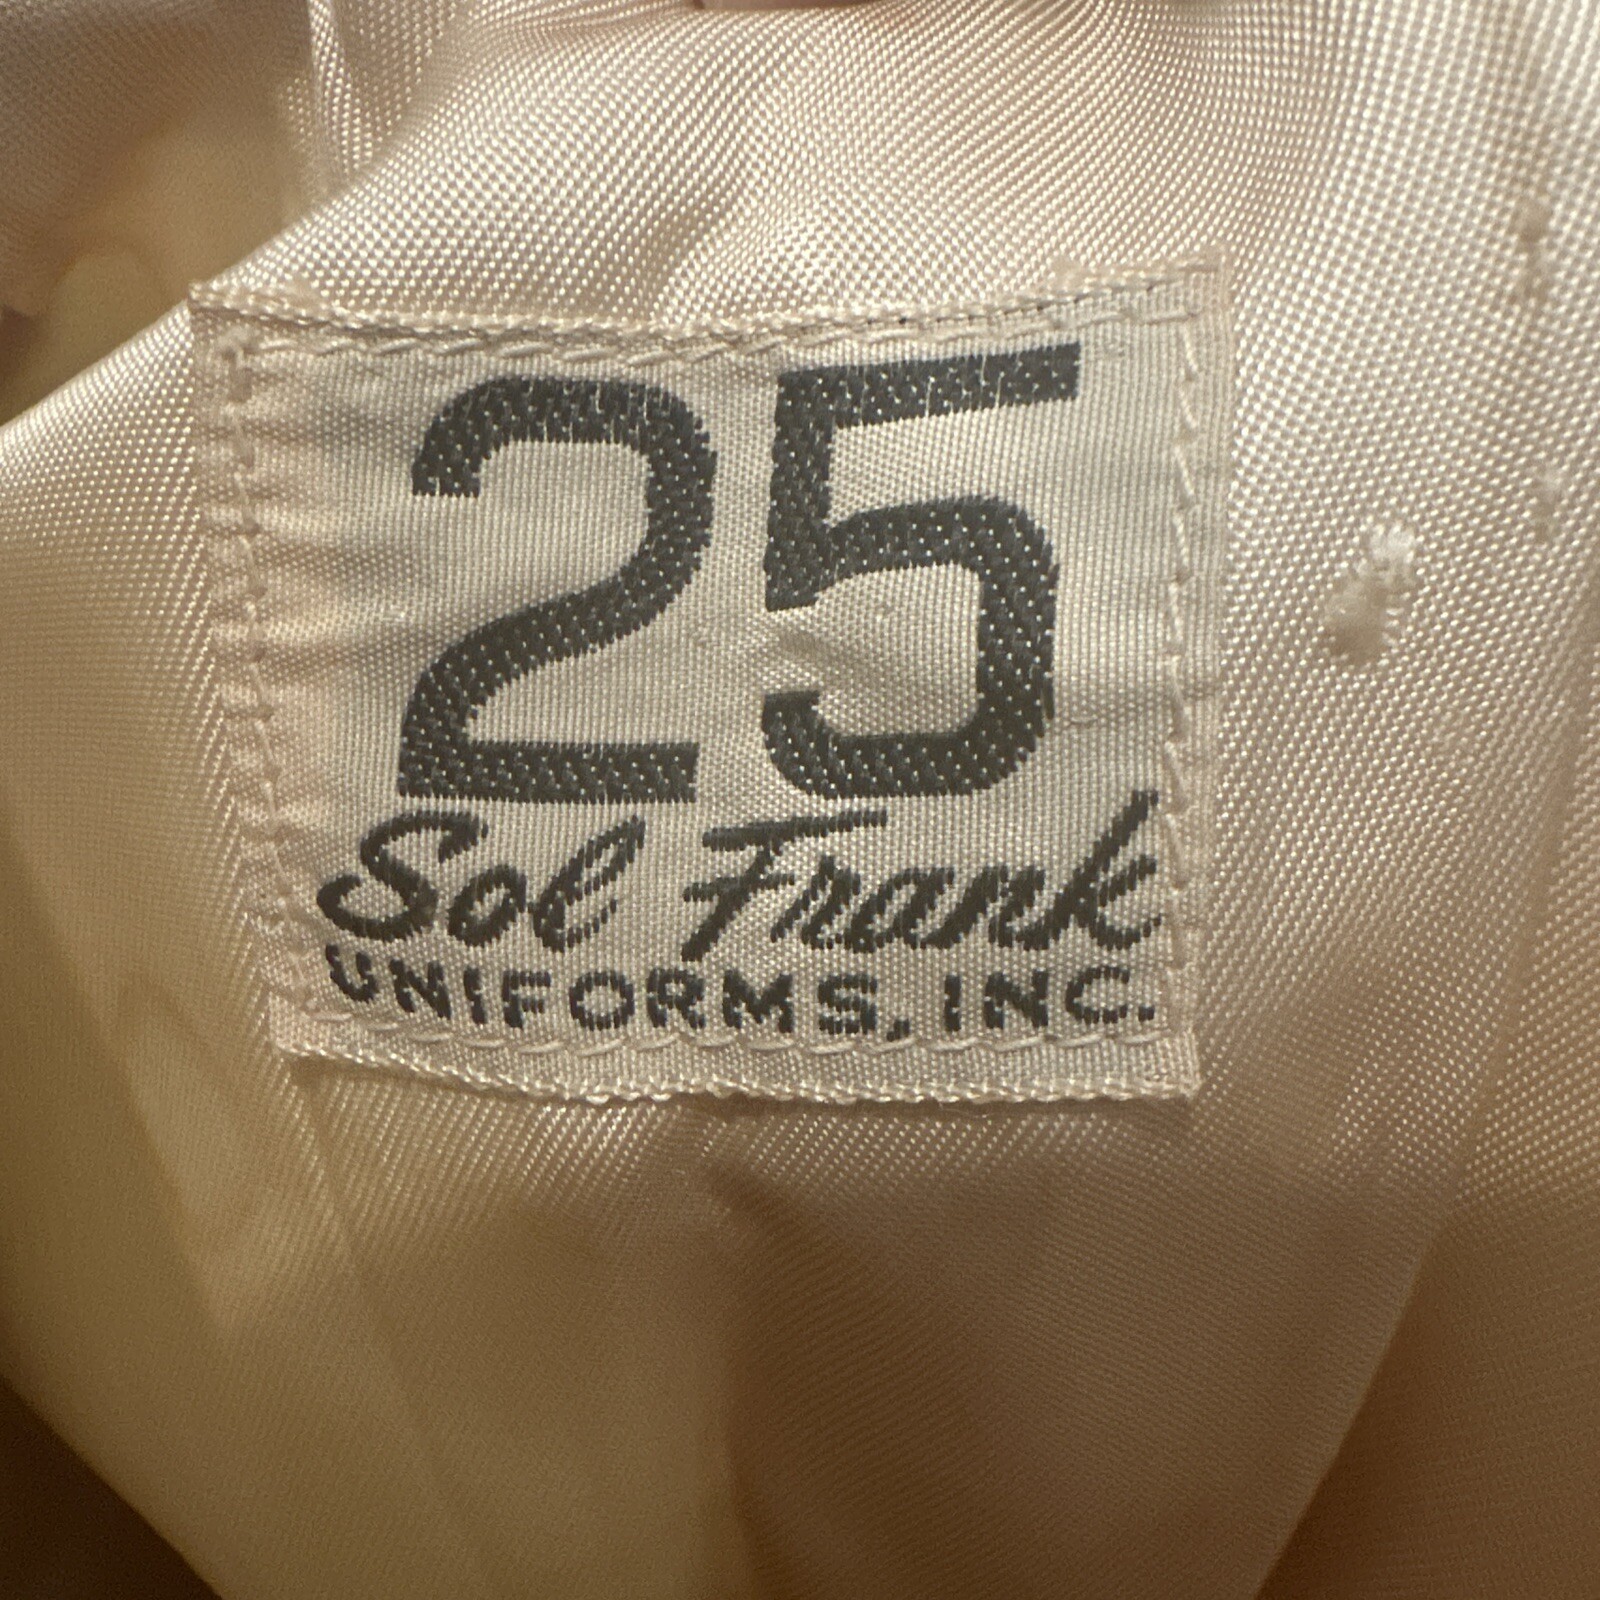 25
Sol Frank
UNIFORMS, INC.